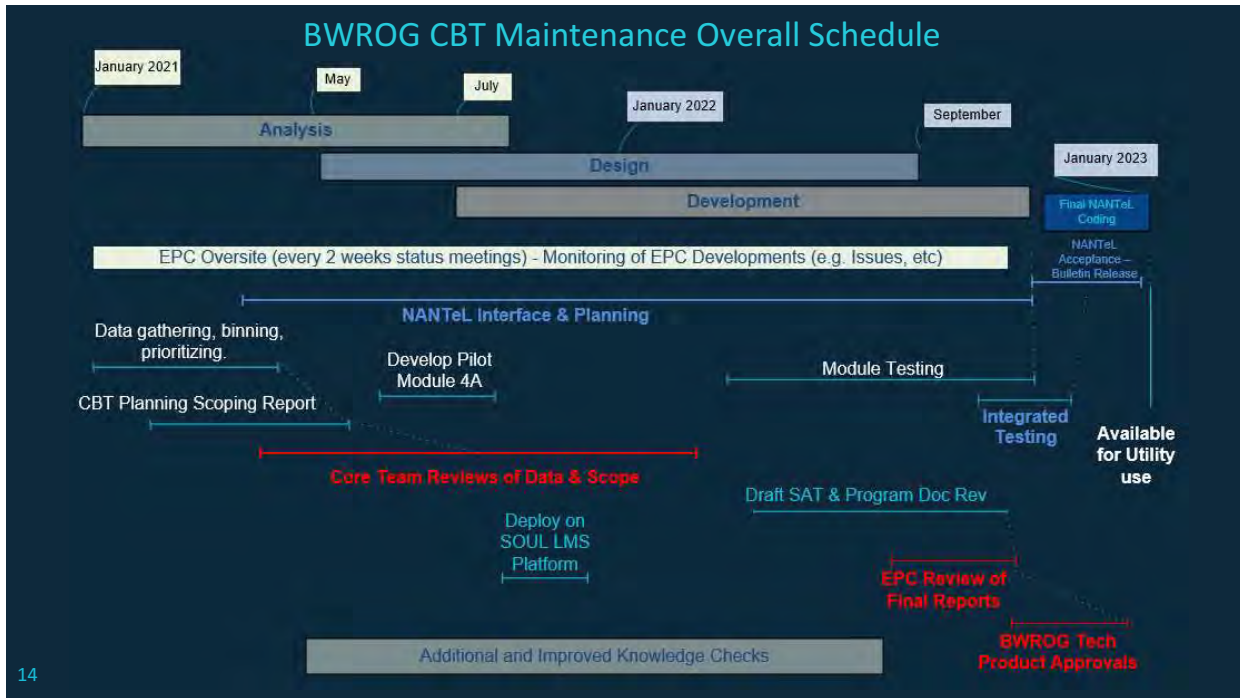 BWROG CBT Maintenance Overall Schedule
January 2021
May
July
January 2022
September
January 2023
Analysis
Design
Development
Final NANTeL
Coding
EPC Oversite (every 2 weeks status meetings) - Monitoring of EPC Developments (e.g. Issues, etc)
NANTeL
Acceptance –
Bulletin Release
NANTeL Interface & Planning
Data gathering, binning,
prioritizing.
Develop Pilot
Module 4A
Module Testing
CBT Planning Scoping Report
Integrated
Testing
Available
for Utility
use
Core Team Reviews of Data & Scope
Draft SAT & Program Doc Rev
Deploy on
SOUL LMS
Platform
EPC Review of
Final Reports
BWROG Tech
Product Approvals
Additional and Improved Knowledge Checks
14